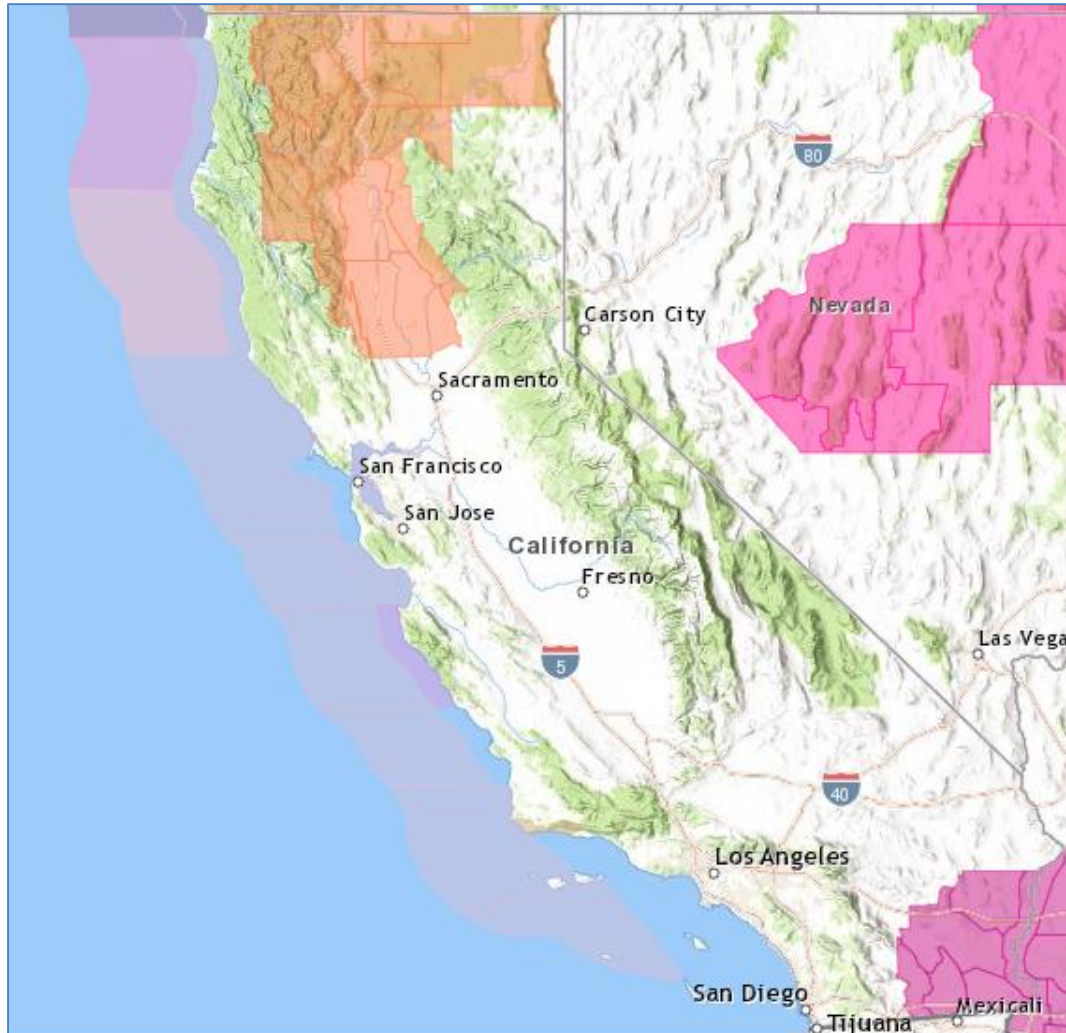 80
Nevada
Carson City
Sacramento
San Francisco
San Jose
California
Fresno
Las Vega
5
40
Los Angeles
San Diego
Mexicali
Tijuana